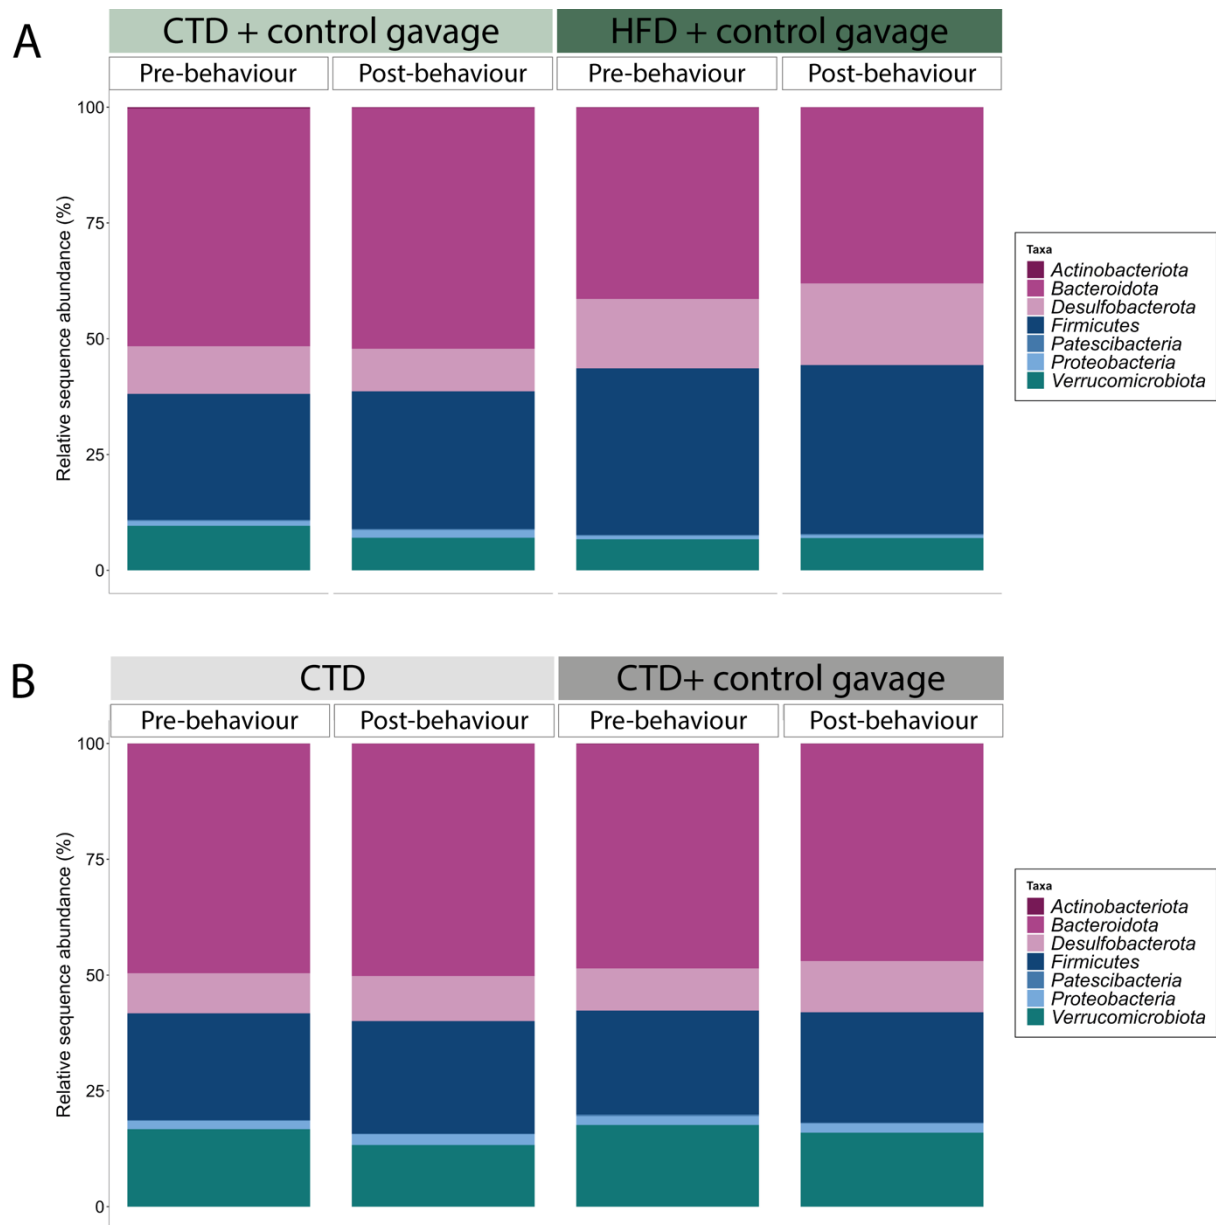 A
CTD + control gavage
HFD + control gavage
Pre-behaviour
Post-behaviour
Pre-behaviour
Post-behaviour
Relative sequence abundance (%)
100
75
50
25
0
Taxa
Actinobacteriota
Bacteroidota
Desulfobacterota
Firmicutes
Patescibacteria
Proteobacteria
Verrucomicrobiota
B
CTD
CTD+ control gavage
Pre-behaviour
Post-behaviour
Pre-behaviour
Post-behaviour
Relative sequence abundance (%)
100
75
50
25
0
Taxa
Actinobacteriota
Bacteroidota
Desulfobacterota
Firmicutes
Patescibacteria
Proteobacteria
Verrucomicrobiota